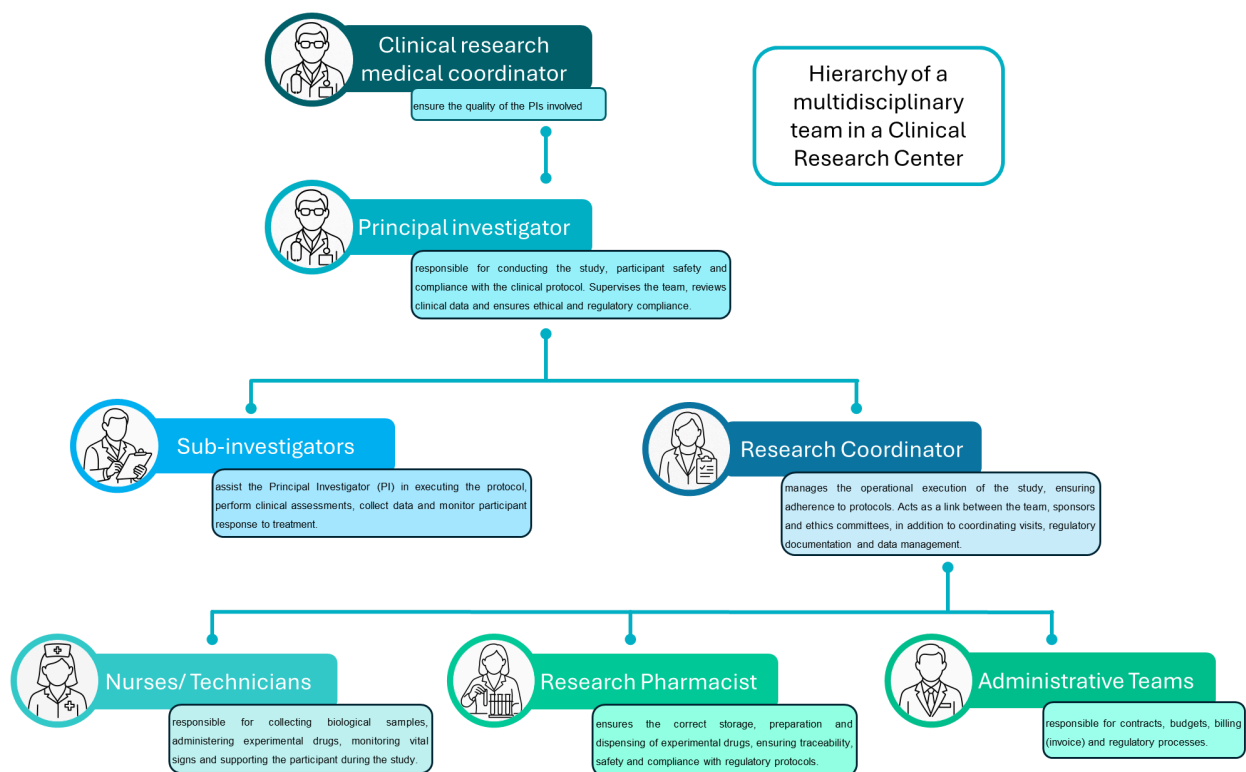 Clinical research
medical coordinator
ensure the quality of the PIs involved
Hierarchy of a
multidisciplinary
team in a Clinical
Research Center
Principal investigator
responsible for conducting the study, participant safety and
compliance with the clinical protocol. Supervises the team, reviews
clinical data and ensures ethical and regulatory compliance.
Sub-investigators
assist the Principal Investigator (PI) in executing the protocol,
perform clinical assessments, collect data and monitor participant
response to treatment.
Research Coordinator
manages the operational execution of the study, ensuring
adherence to protocols. Acts as a link between the team, sponsors
and ethics committees, in addition to coordinating visits, regulatory
documentation and data management.
Nurses/ Technicians
responsible for collecting biological samples,
administering experimental drugs, monitoring vital
signs and supporting the participant during the study.
Research Pharmacist
ensures the correct storage, preparation and
dispensing of experimental drugs, ensuring traceability,
safety and compliance with regulatory protocols.
Administrative Teams
responsible for contracts, budgets, billing
(invoice) and regulatory processes.